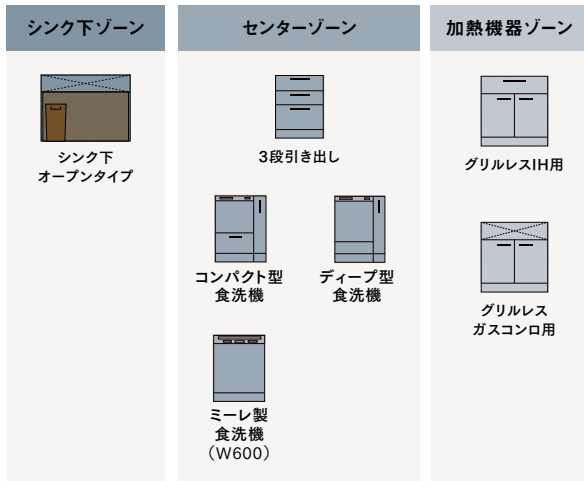 シンク下ゾーン
シンク下
オープンタイプ
センターゾーン
3段引き出し
コンパクト型
食洗機
ディープ型
食洗機
ミーレ製
食洗機
（W600）
加熱機器ゾーン
グリルレスIH用
グリルレス
ガスコンロ用